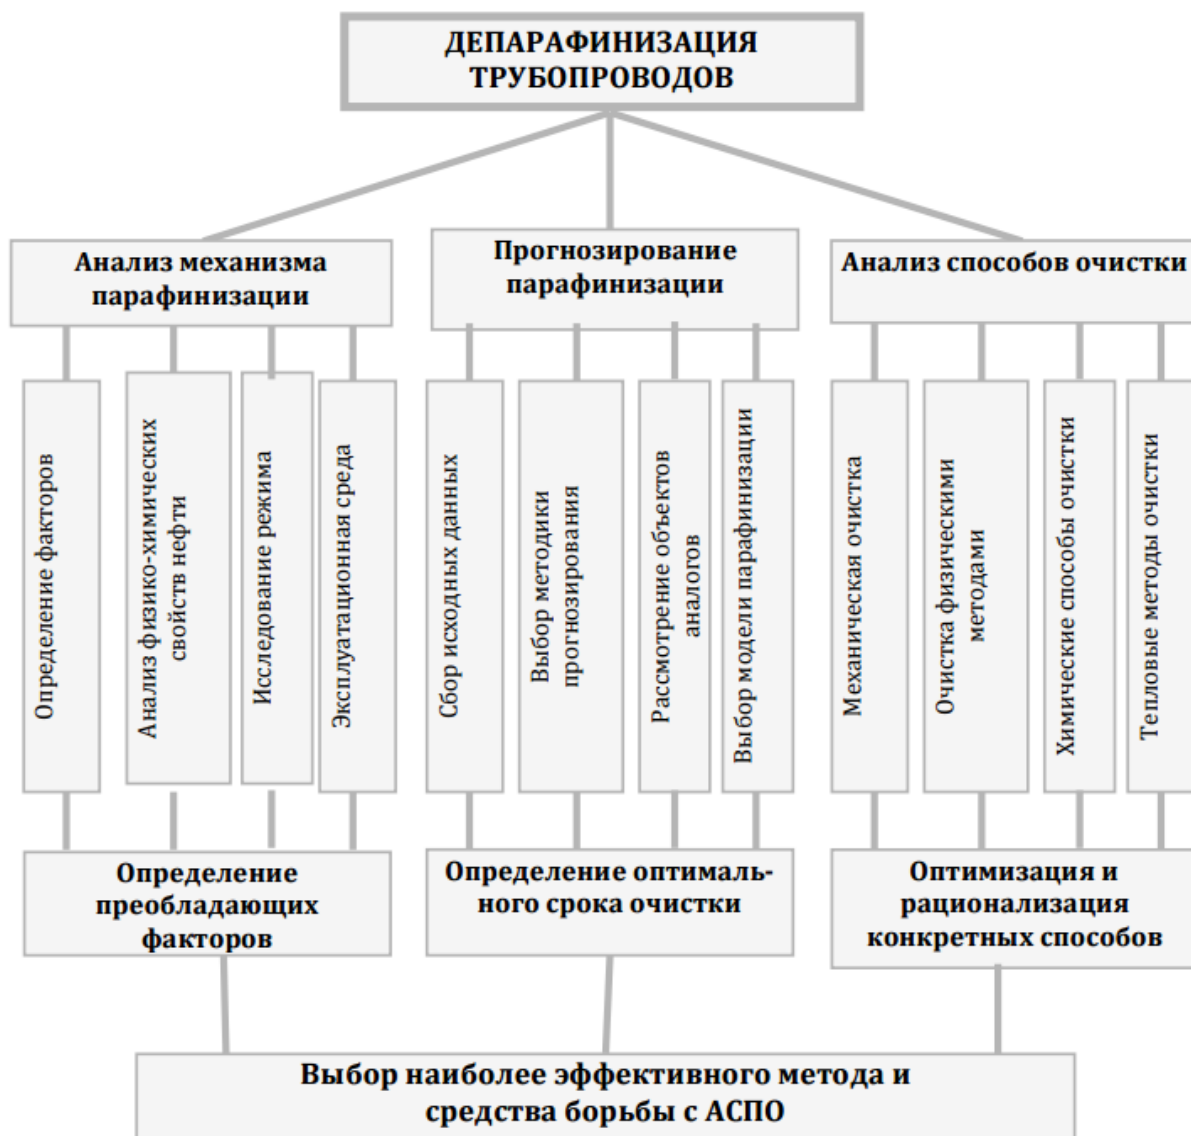 ДЕПАРАФИНИЗАЦИЯ
ТРУБОПРОВОДОВ
Анализ механизма
парафинизации
Прогнозирование
парафинизации
Анализ способов очистки
Определение факторов
Анализ физико-химических
свойств нефти
Исследование режима
Эксплуатационная среда
Сбор исходных данных
Выбор методики
прогнозирования
Рассмотрение объектов
аналогов
Выбор модели парафинизации
Механическая очистка
Очистка физическими
методами
Химические способы очистки
Тепловые методы очистки
Определение
преобладающих
факторов
Определение оптималь-
ного срока очистки
Оптимизация и
рационализация
конкретных способов
Выбор наиболее эффективного метода и
средства борьбы с АСПО